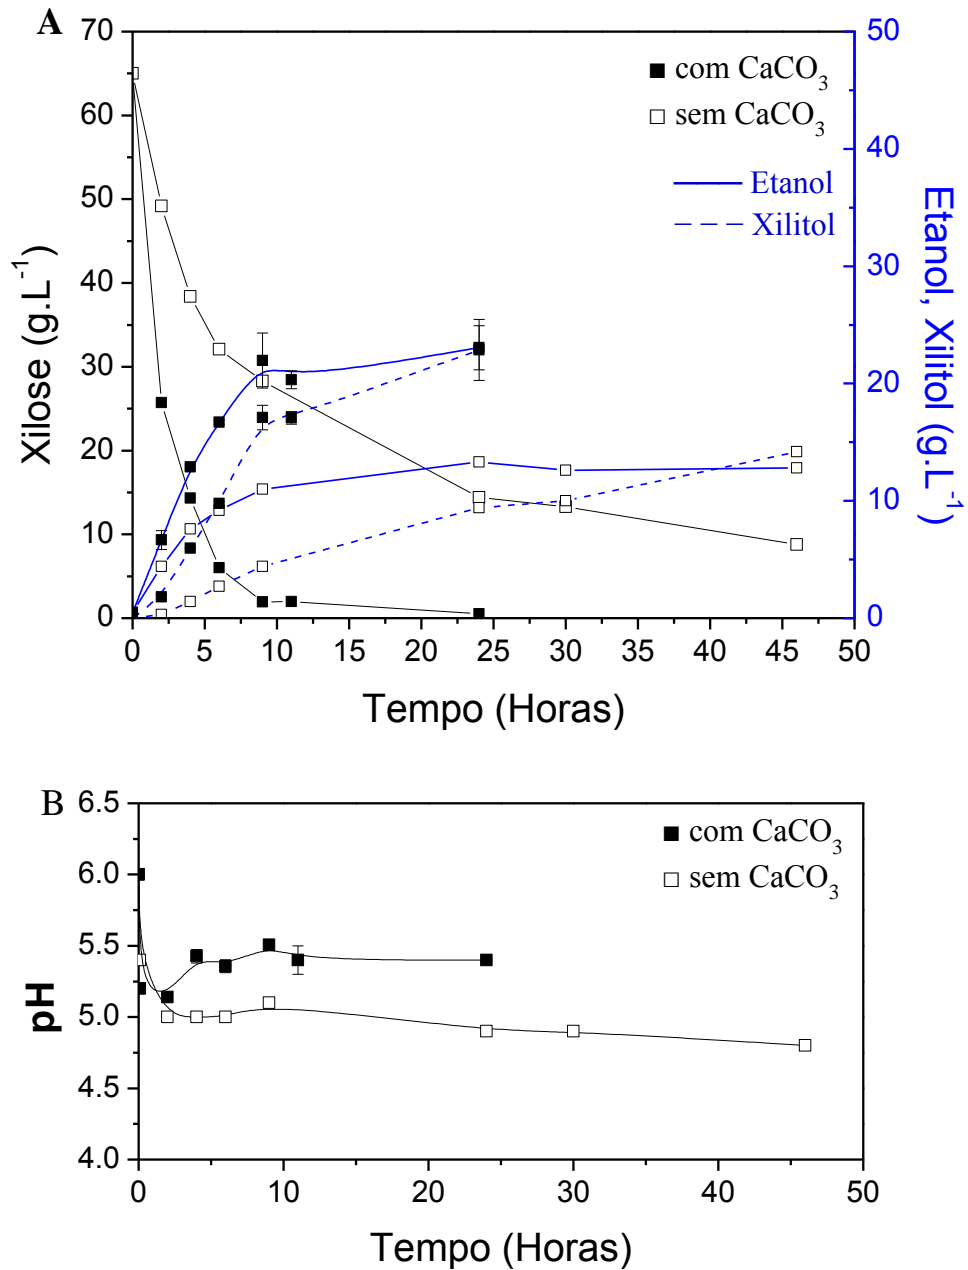 A
70
60
50
40
30
20
10
0
Xilose (g.L⁻¹)
50
40
30
20
10
0
Etanol, Xilitol (g.L⁻¹)
com CaCO₃
sem CaCO₃
Etanol
Xilitol
0 5 10 15 20 25 30 35 40 45 50
Tempo (Horas)
B
6.5
6.0
5.5
5.0
4.5
4.0
pH
com CaCO₃
sem CaCO₃
0 10 20 30 40 50
Tempo (Horas)